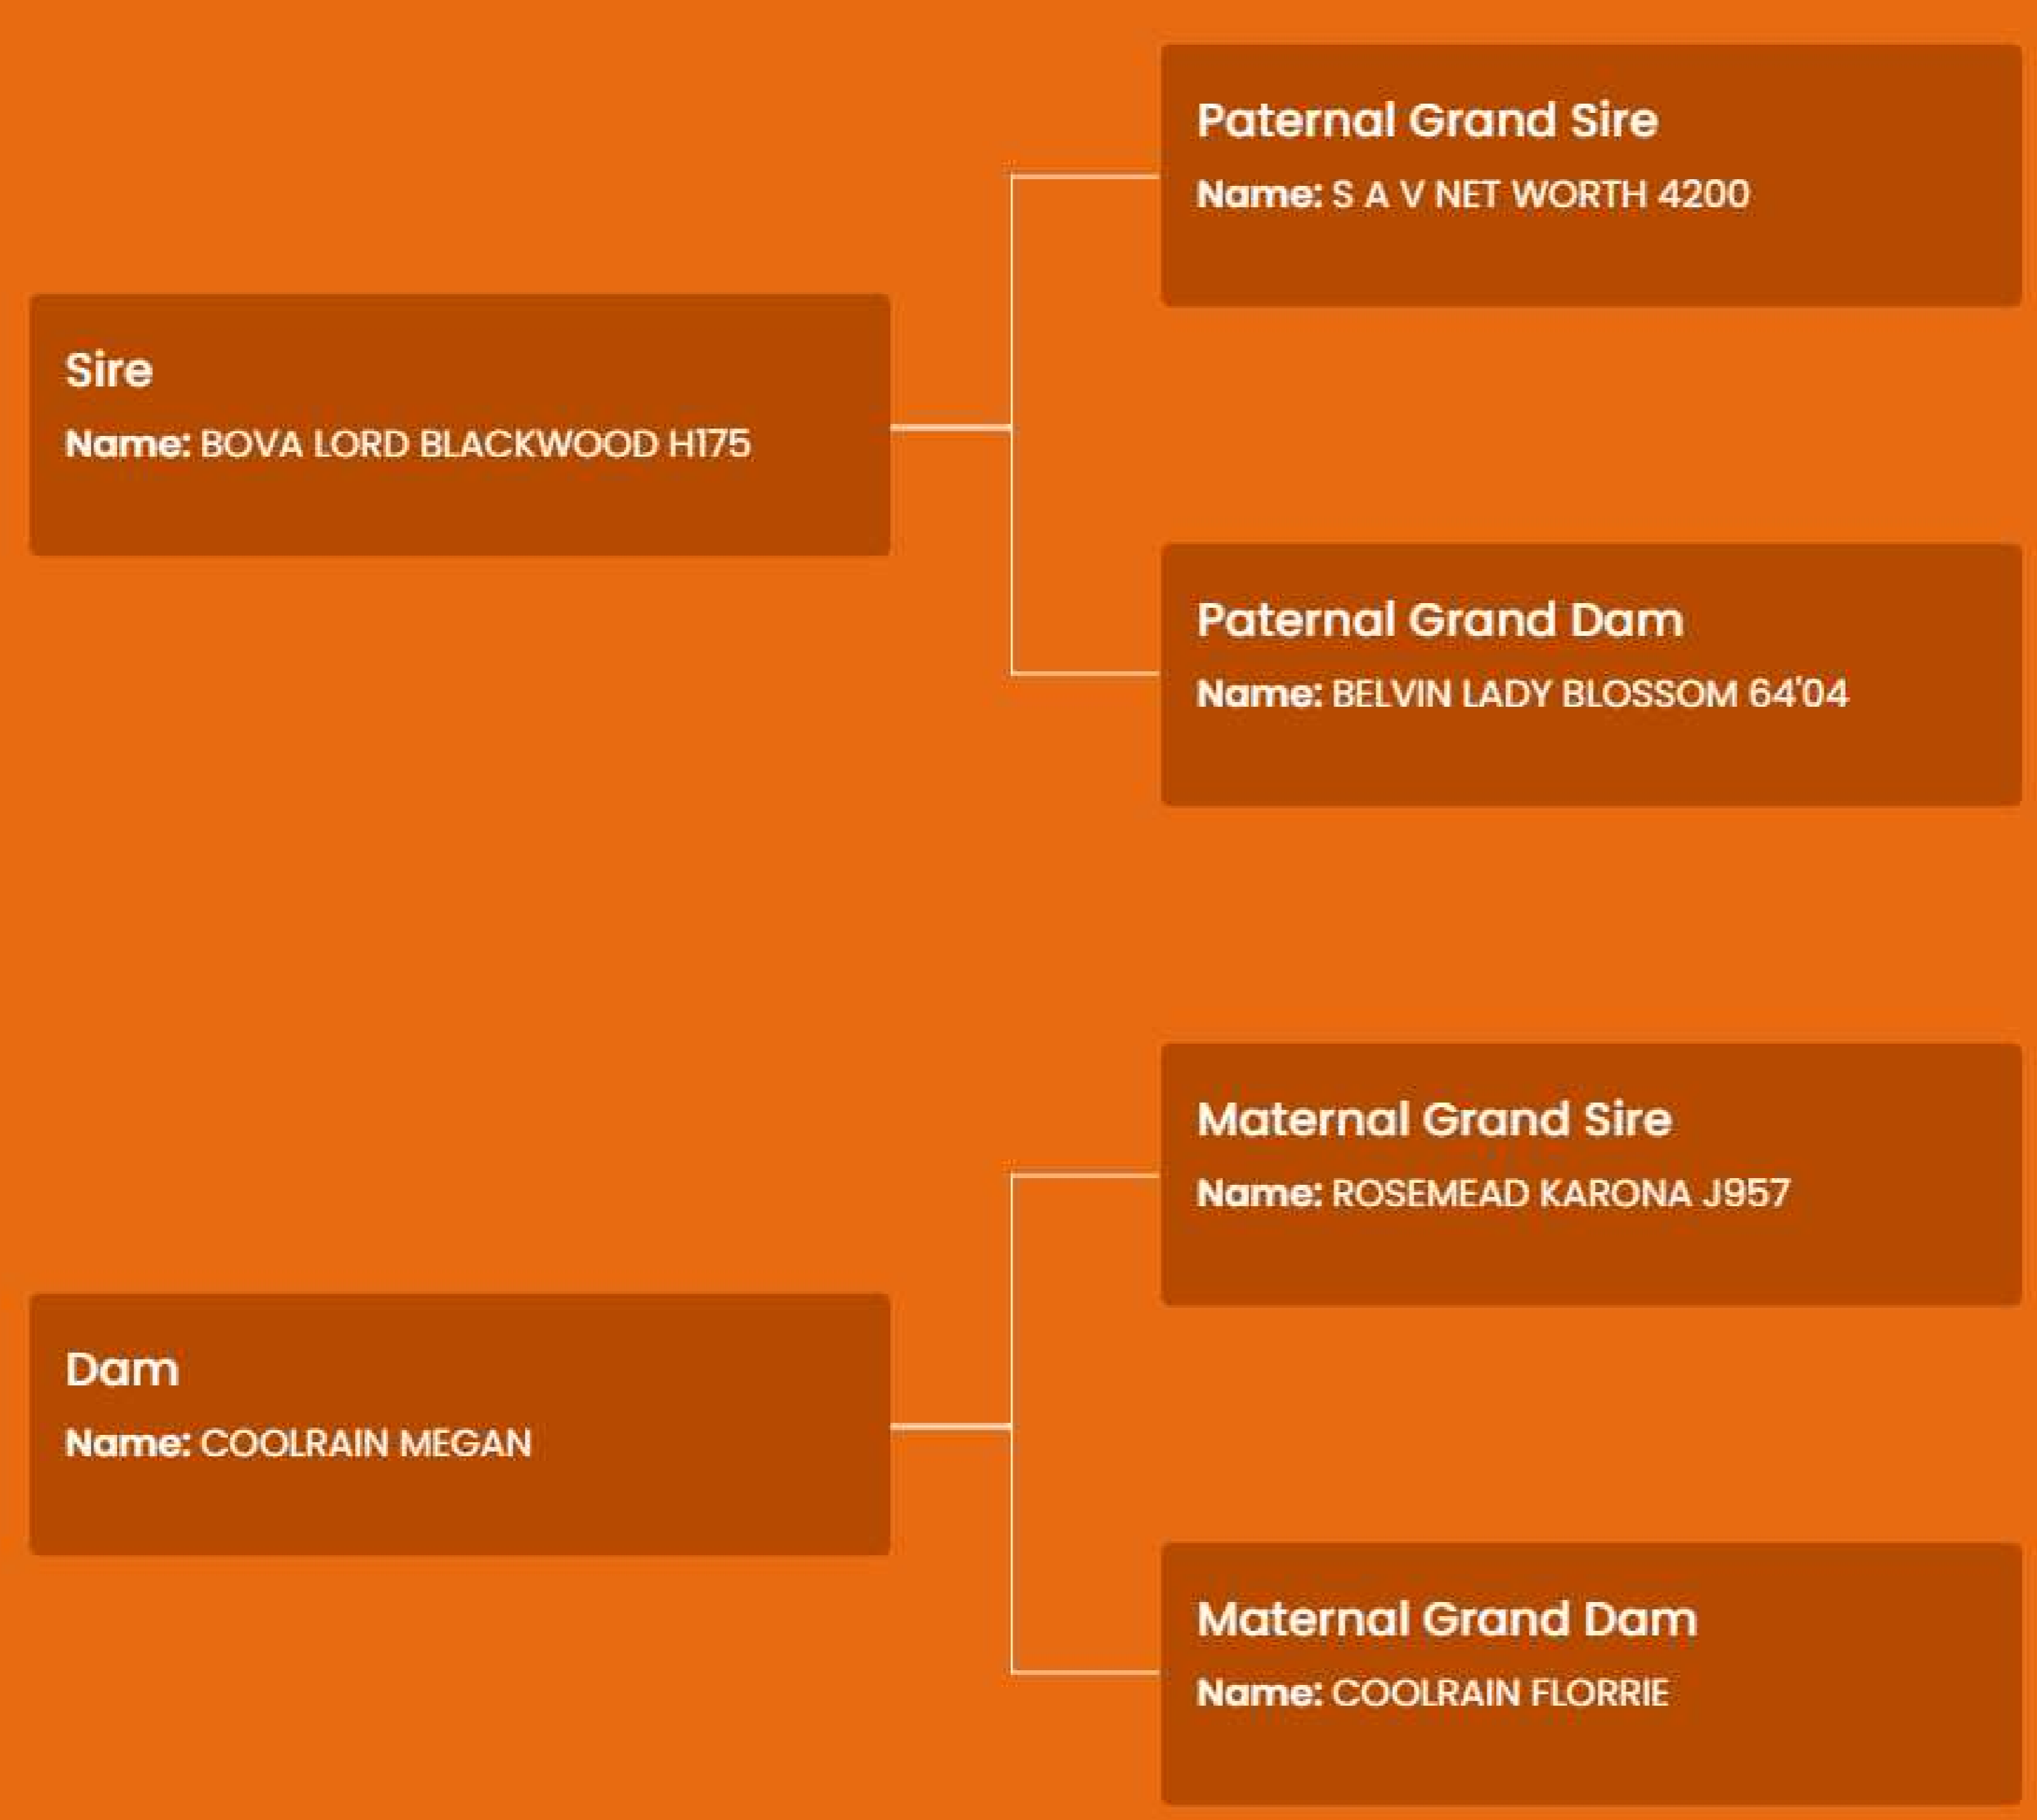 Paternal Grand Sire
Name: S A V NET WORTH 4200
Sire
Name: BOVA LORD BLACKWOOD H175
Paternal Grand Dam
Name: BELVIN LADY BLOSSOM 64'04
Maternal Grand Sire
Name: ROSEMEAD KARONA J957
Dam
Name: COOLRAIN MEGAN
Maternal Grand Dam
Name: COOLRAIN FLORRIE